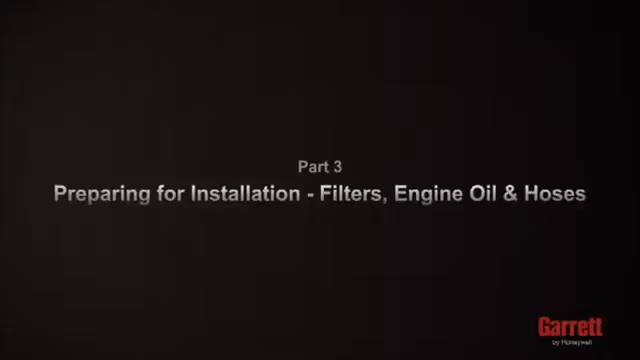 Part 3
Preparing for Installation - Filters, Engine Oil & Hoses
Garrett
by Honeywell